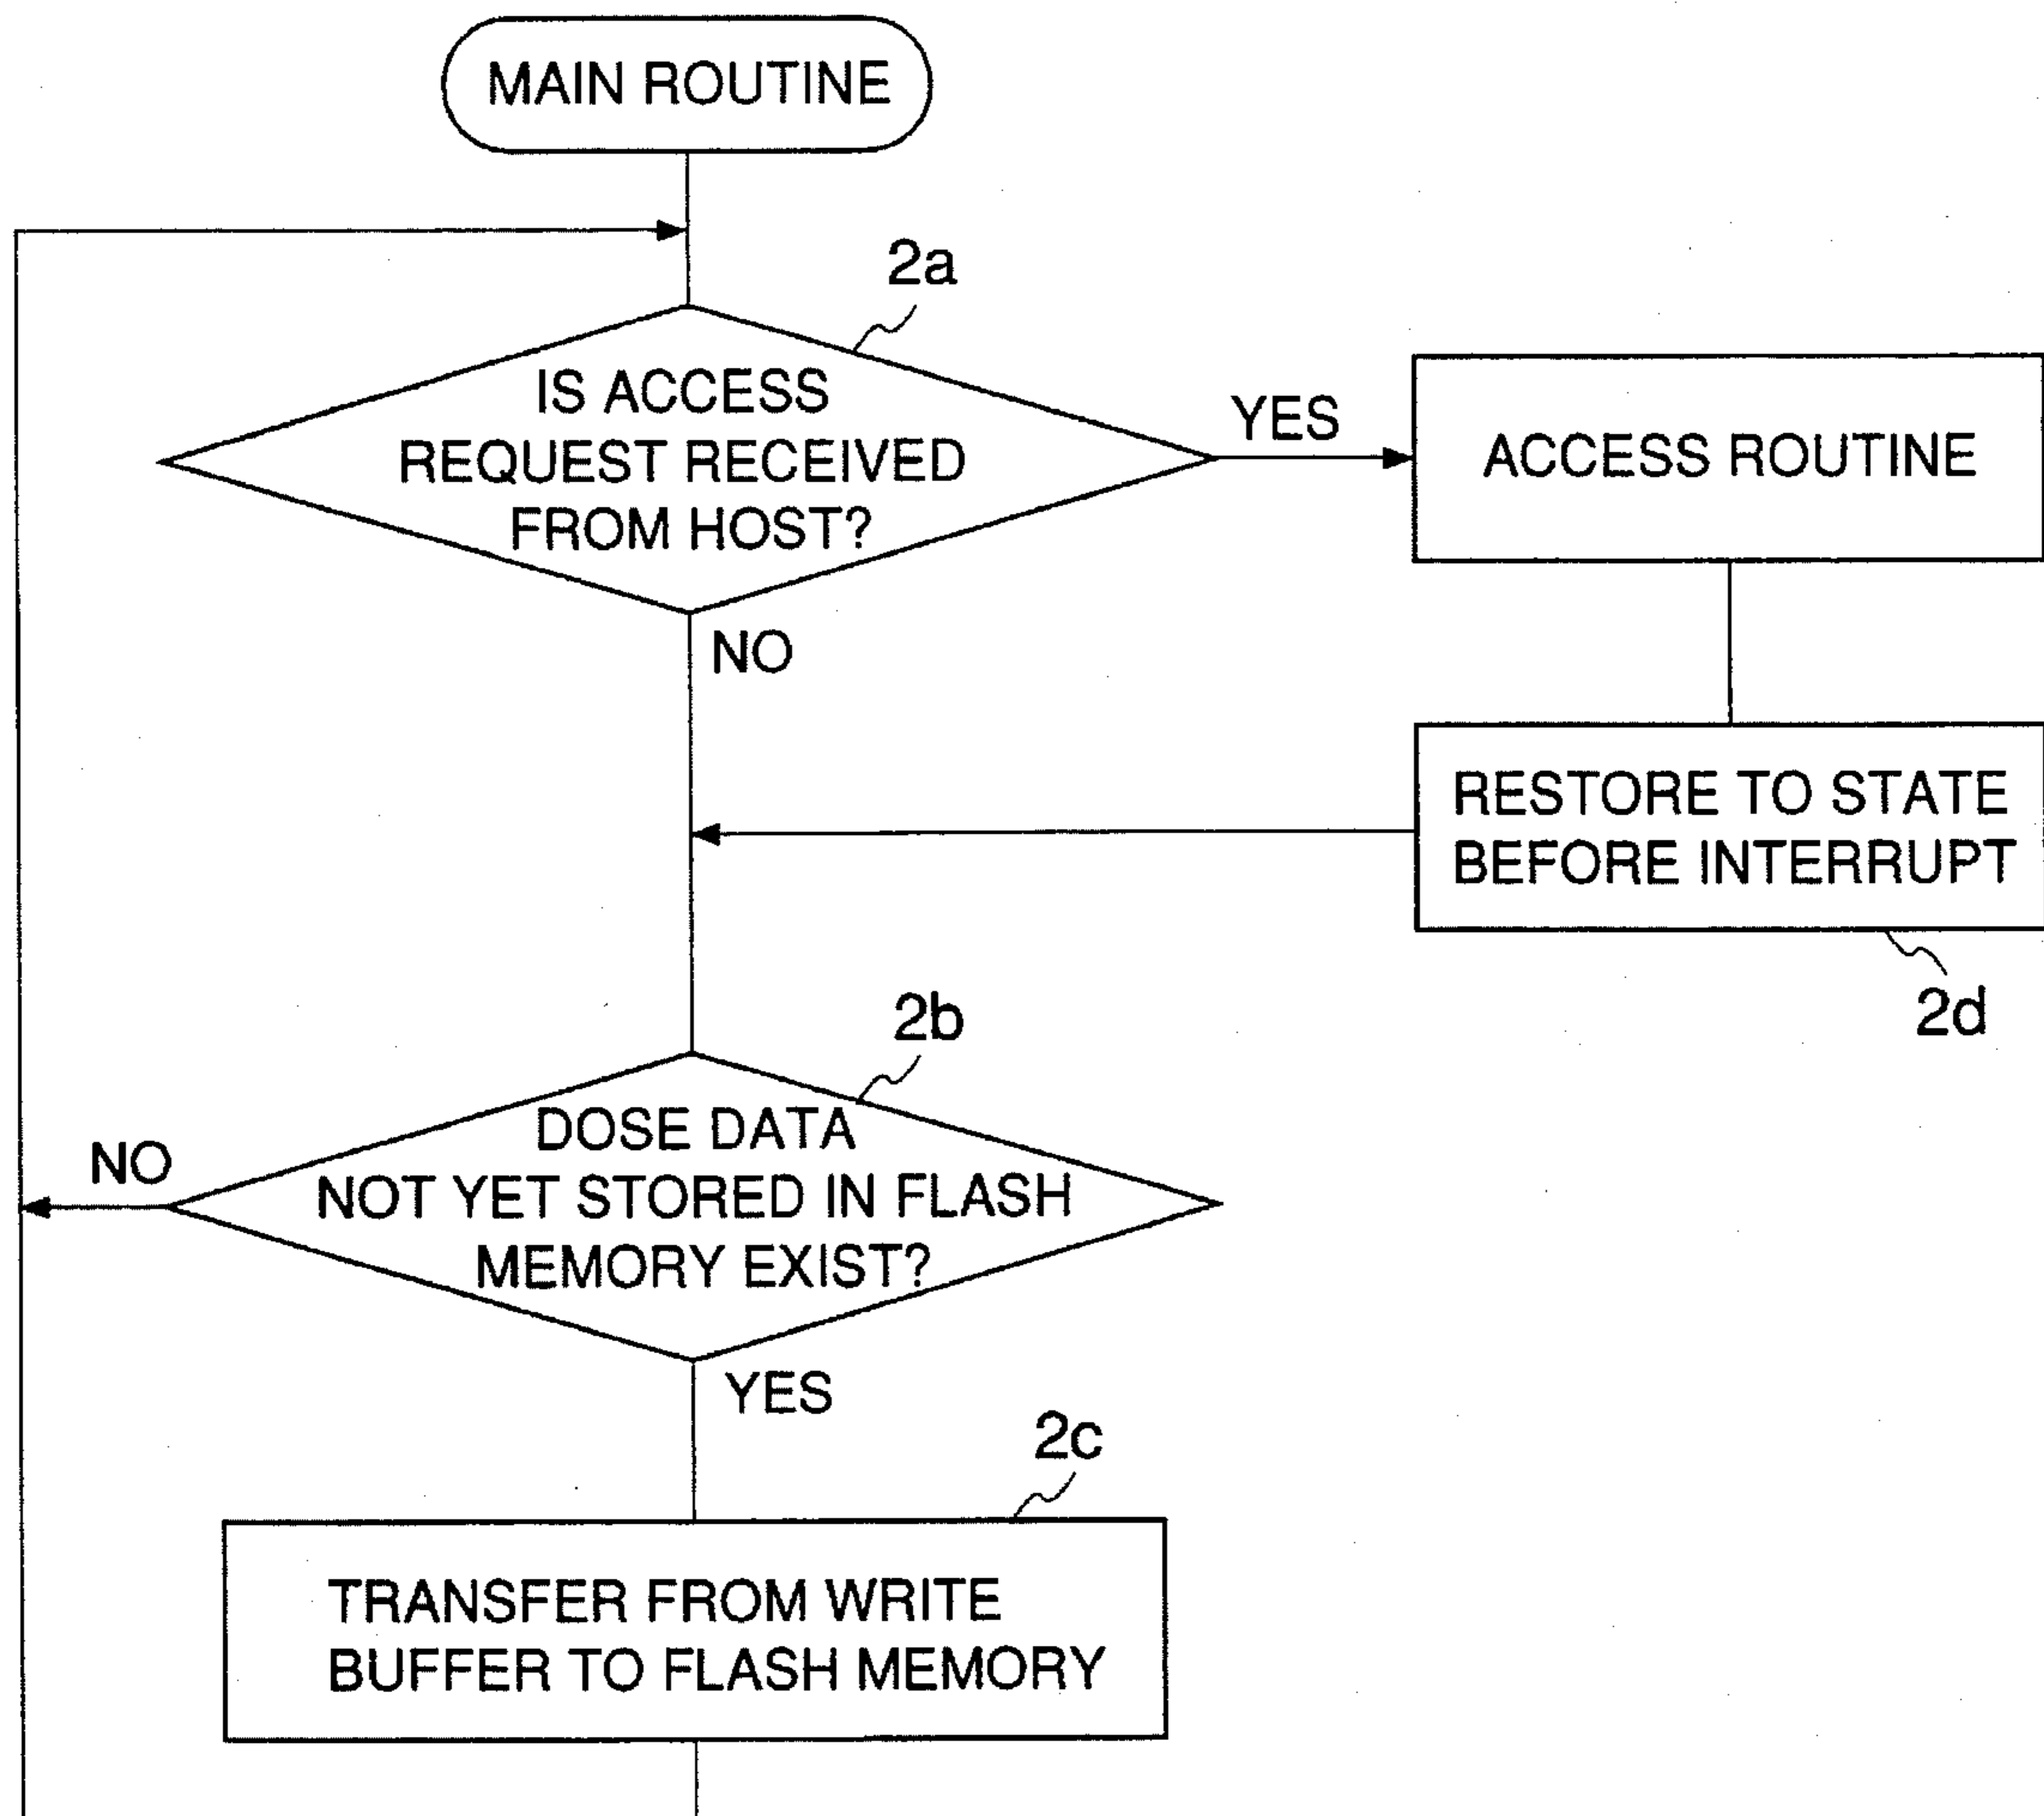 MAIN ROUTINE
2a
IS ACCESS
REQUEST RECEIVED
FROM HOST?
YES
ACCESS ROUTINE
NO
RESTORE TO STATE
BEFORE INTERRUPT
2d
2b
DOSE DATA
NOT YET STORED IN FLASH
MEMORY EXIST?
NO
YES
2c
TRANSFER FROM WRITE
BUFFER TO FLASH MEMORY